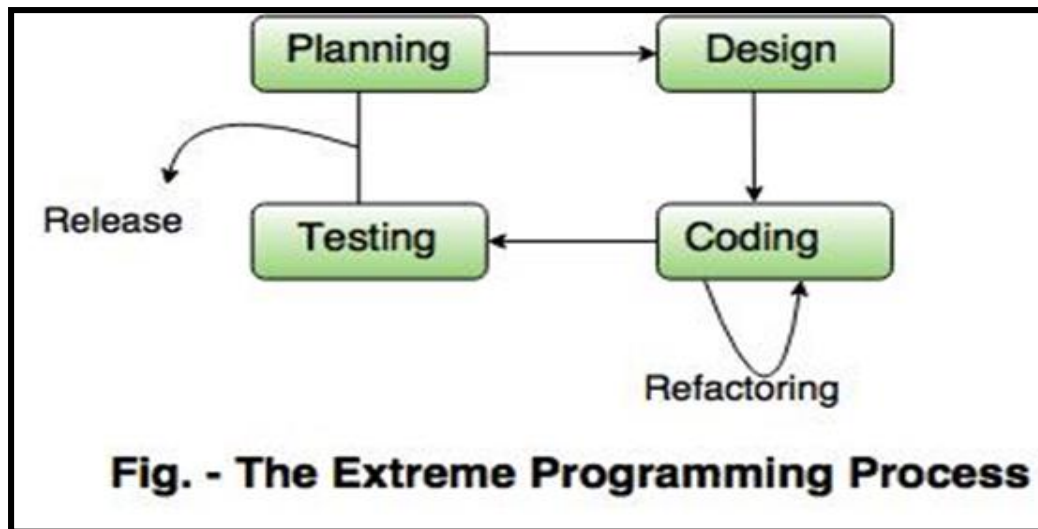 Planning
Design
Release
Testing
Coding
Refactoring
Fig. - The Extreme Programming Process